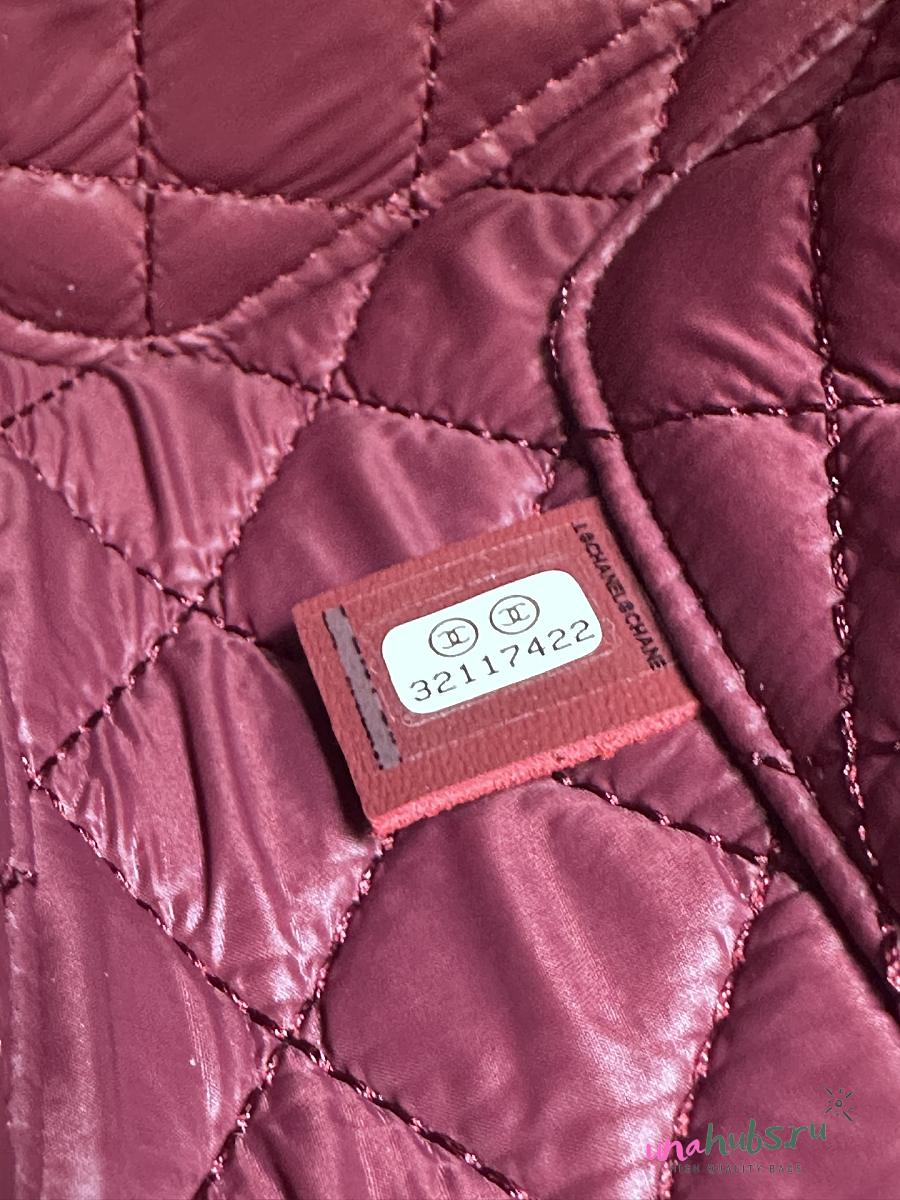 32117422
L⊕CHANEL⊕CHANE
unahubs.ru
HIGH QUALITY BAGS